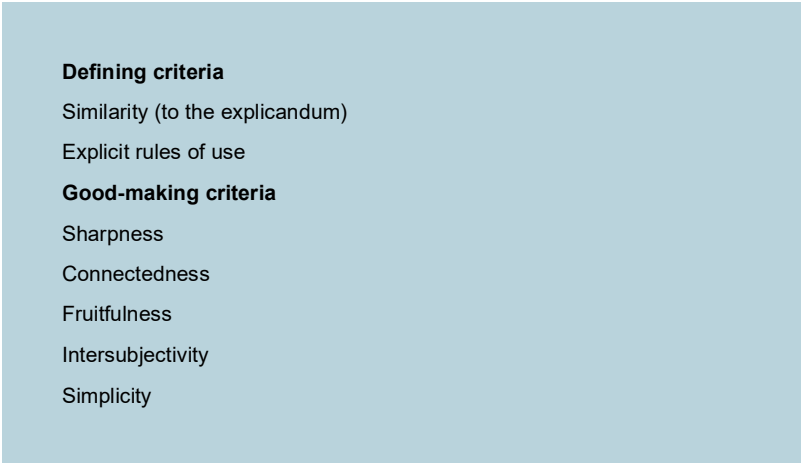 Defining criteria
Similarity (to the explicandum)
Explicit rules of use
Good-making criteria
Sharpness
Connectedness
Fruitfulness
Intersubjectivity
Simplicity